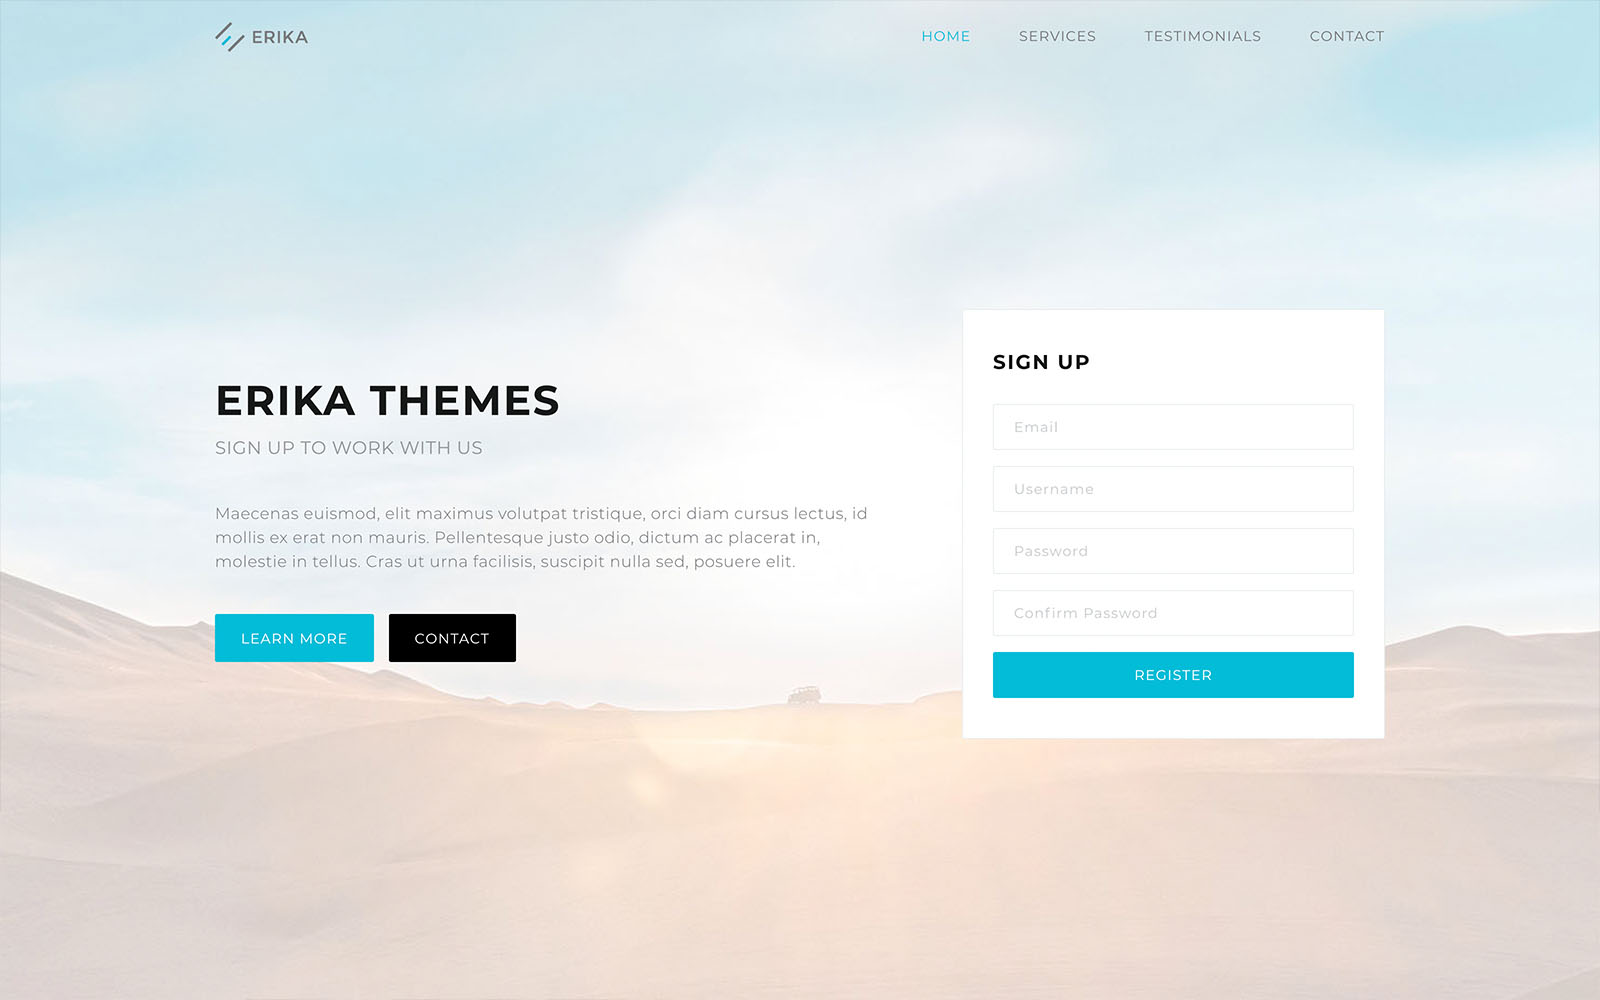 ERIKA
HOME SERVICES TESTIMONIALS CONTACT
ERIKA THEMES
SIGN UP TO WORK WITH US
Maecenas euismod, elit maximus volutpat tristique, orci diam cursus lectus, id
mollis ex erat non mauris. Pellentesque justo odio, dictum ac placerat in,
molestie in tellus. Cras ut urna facilisis, suscipit nulla sed, posuere elit.
LEARN MORE CONTACT
SIGN UP
Email
Username
Password
Confirm Password
REGISTER